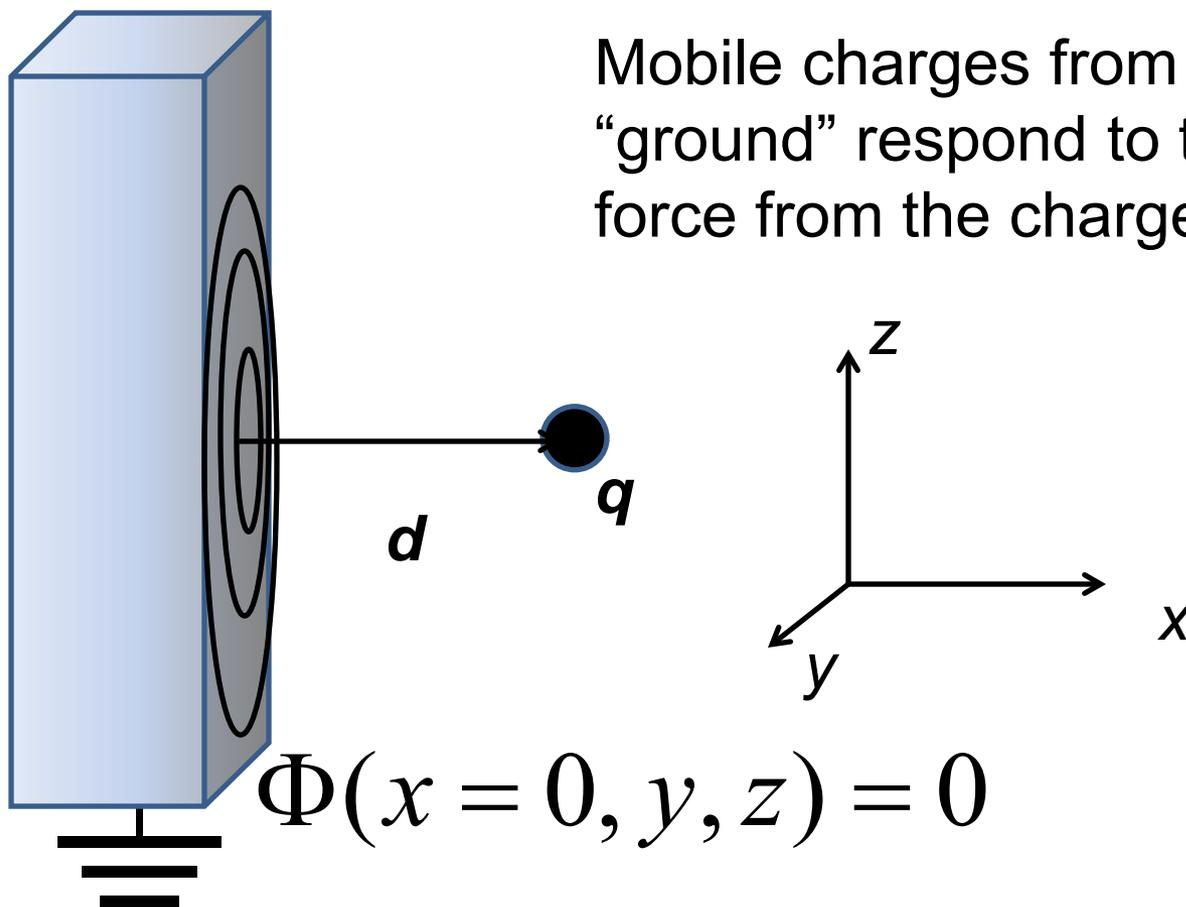 Mobile charges from
“ground” respond to t
force from the charge
z
q
d
x
y
Φ(x = 0, y, z) = 0